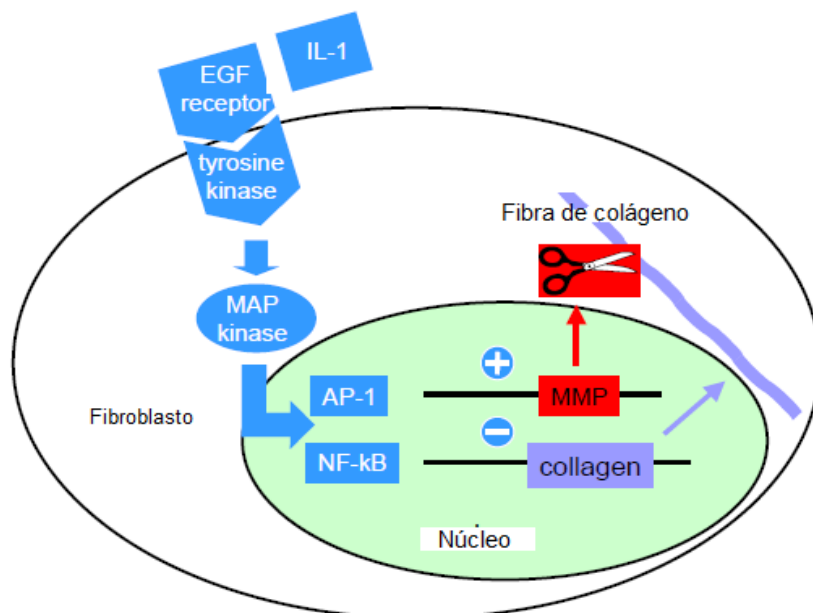 EGF
receptor
IL-1
tyrosine
kinase
Fibra de colágeno
MAP
kinase
Fibroblasto
AP-1
MMP
NF-kB
collagen
Núcleo